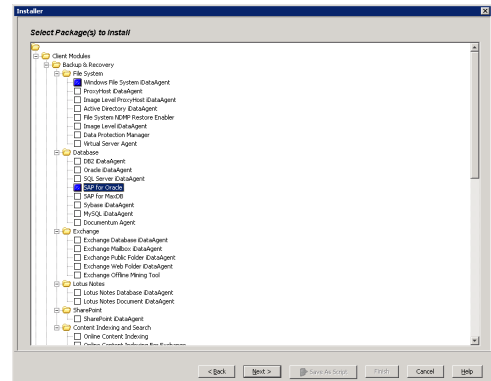 Installer
Select Package(s) to Install
Client Modules
Backup & Recovery
File System
Windows File System iDataAgent
ProxyHost iDataAgent
Image Level ProxyHost iDataAgent
Active Directory iDataAgent
File System NDMP Restore Enabler
Image Level iDataAgent
Data Protection Manager
Virtual Server Agent
Database
DB2 iDataAgent
Oracle iDataAgent
SQL Server iDataAgent
SAP for Oracle
SAP for MaxDB
Sybase iDataAgent
MySQL iDataAgent
Documentum Agent
Exchange
Exchange Database iDataAgent
Exchange Mailbox iDataAgent
Exchange Public Folder iDataAgent
Exchange Web Folder iDataAgent
Exchange Offline Mining Tool
Lotus Notes
Lotus Notes Database iDataAgent
Lotus Notes Document iDataAgent
SharePoint
SharePoint iDataAgent
Content Indexing and Search
Online Content Indexing
Online Content Indexing For Exchange
< Back Next > Save As Script Finish Cancel Help